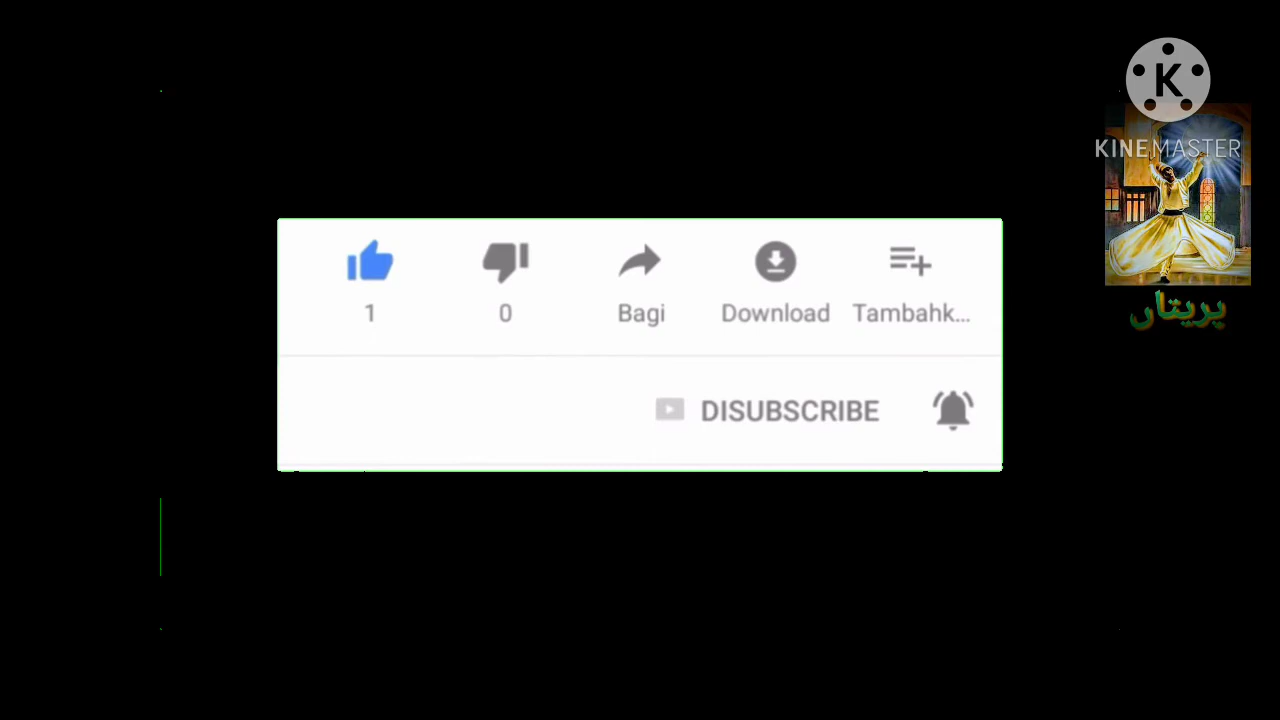 K
KINEMASTER
پریتاں
1 0 Bagi Download Tambahk...
DISUBSCRIBE